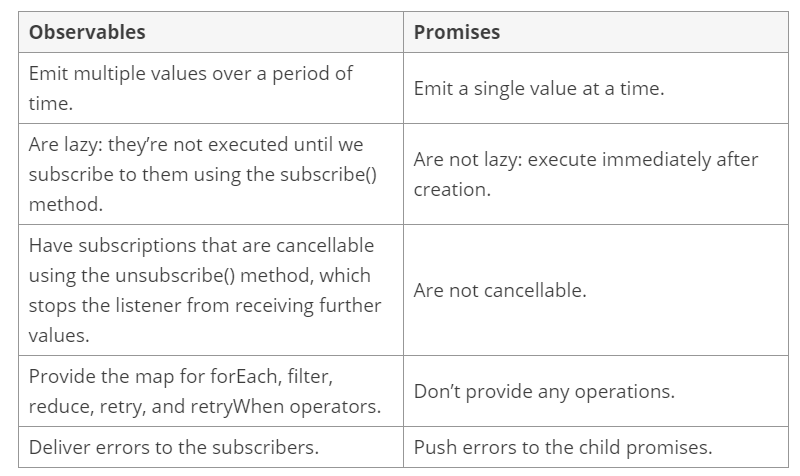 Observables
Promises
Emit multiple values over a period of
time.
Emit a single value at a time.
Are lazy: they’re not executed until we
subscribe to them using the subscribe()
method.
Are not lazy: execute immediately after
creation.
Have subscriptions that are cancellable
using the unsubscribe() method, which
stops the listener from receiving further
values.
Are not cancellable.
Provide the map for forEach, filter,
reduce, retry, and retryWhen operators.
Don’t provide any operations.
Deliver errors to the subscribers.
Push errors to the child promises.